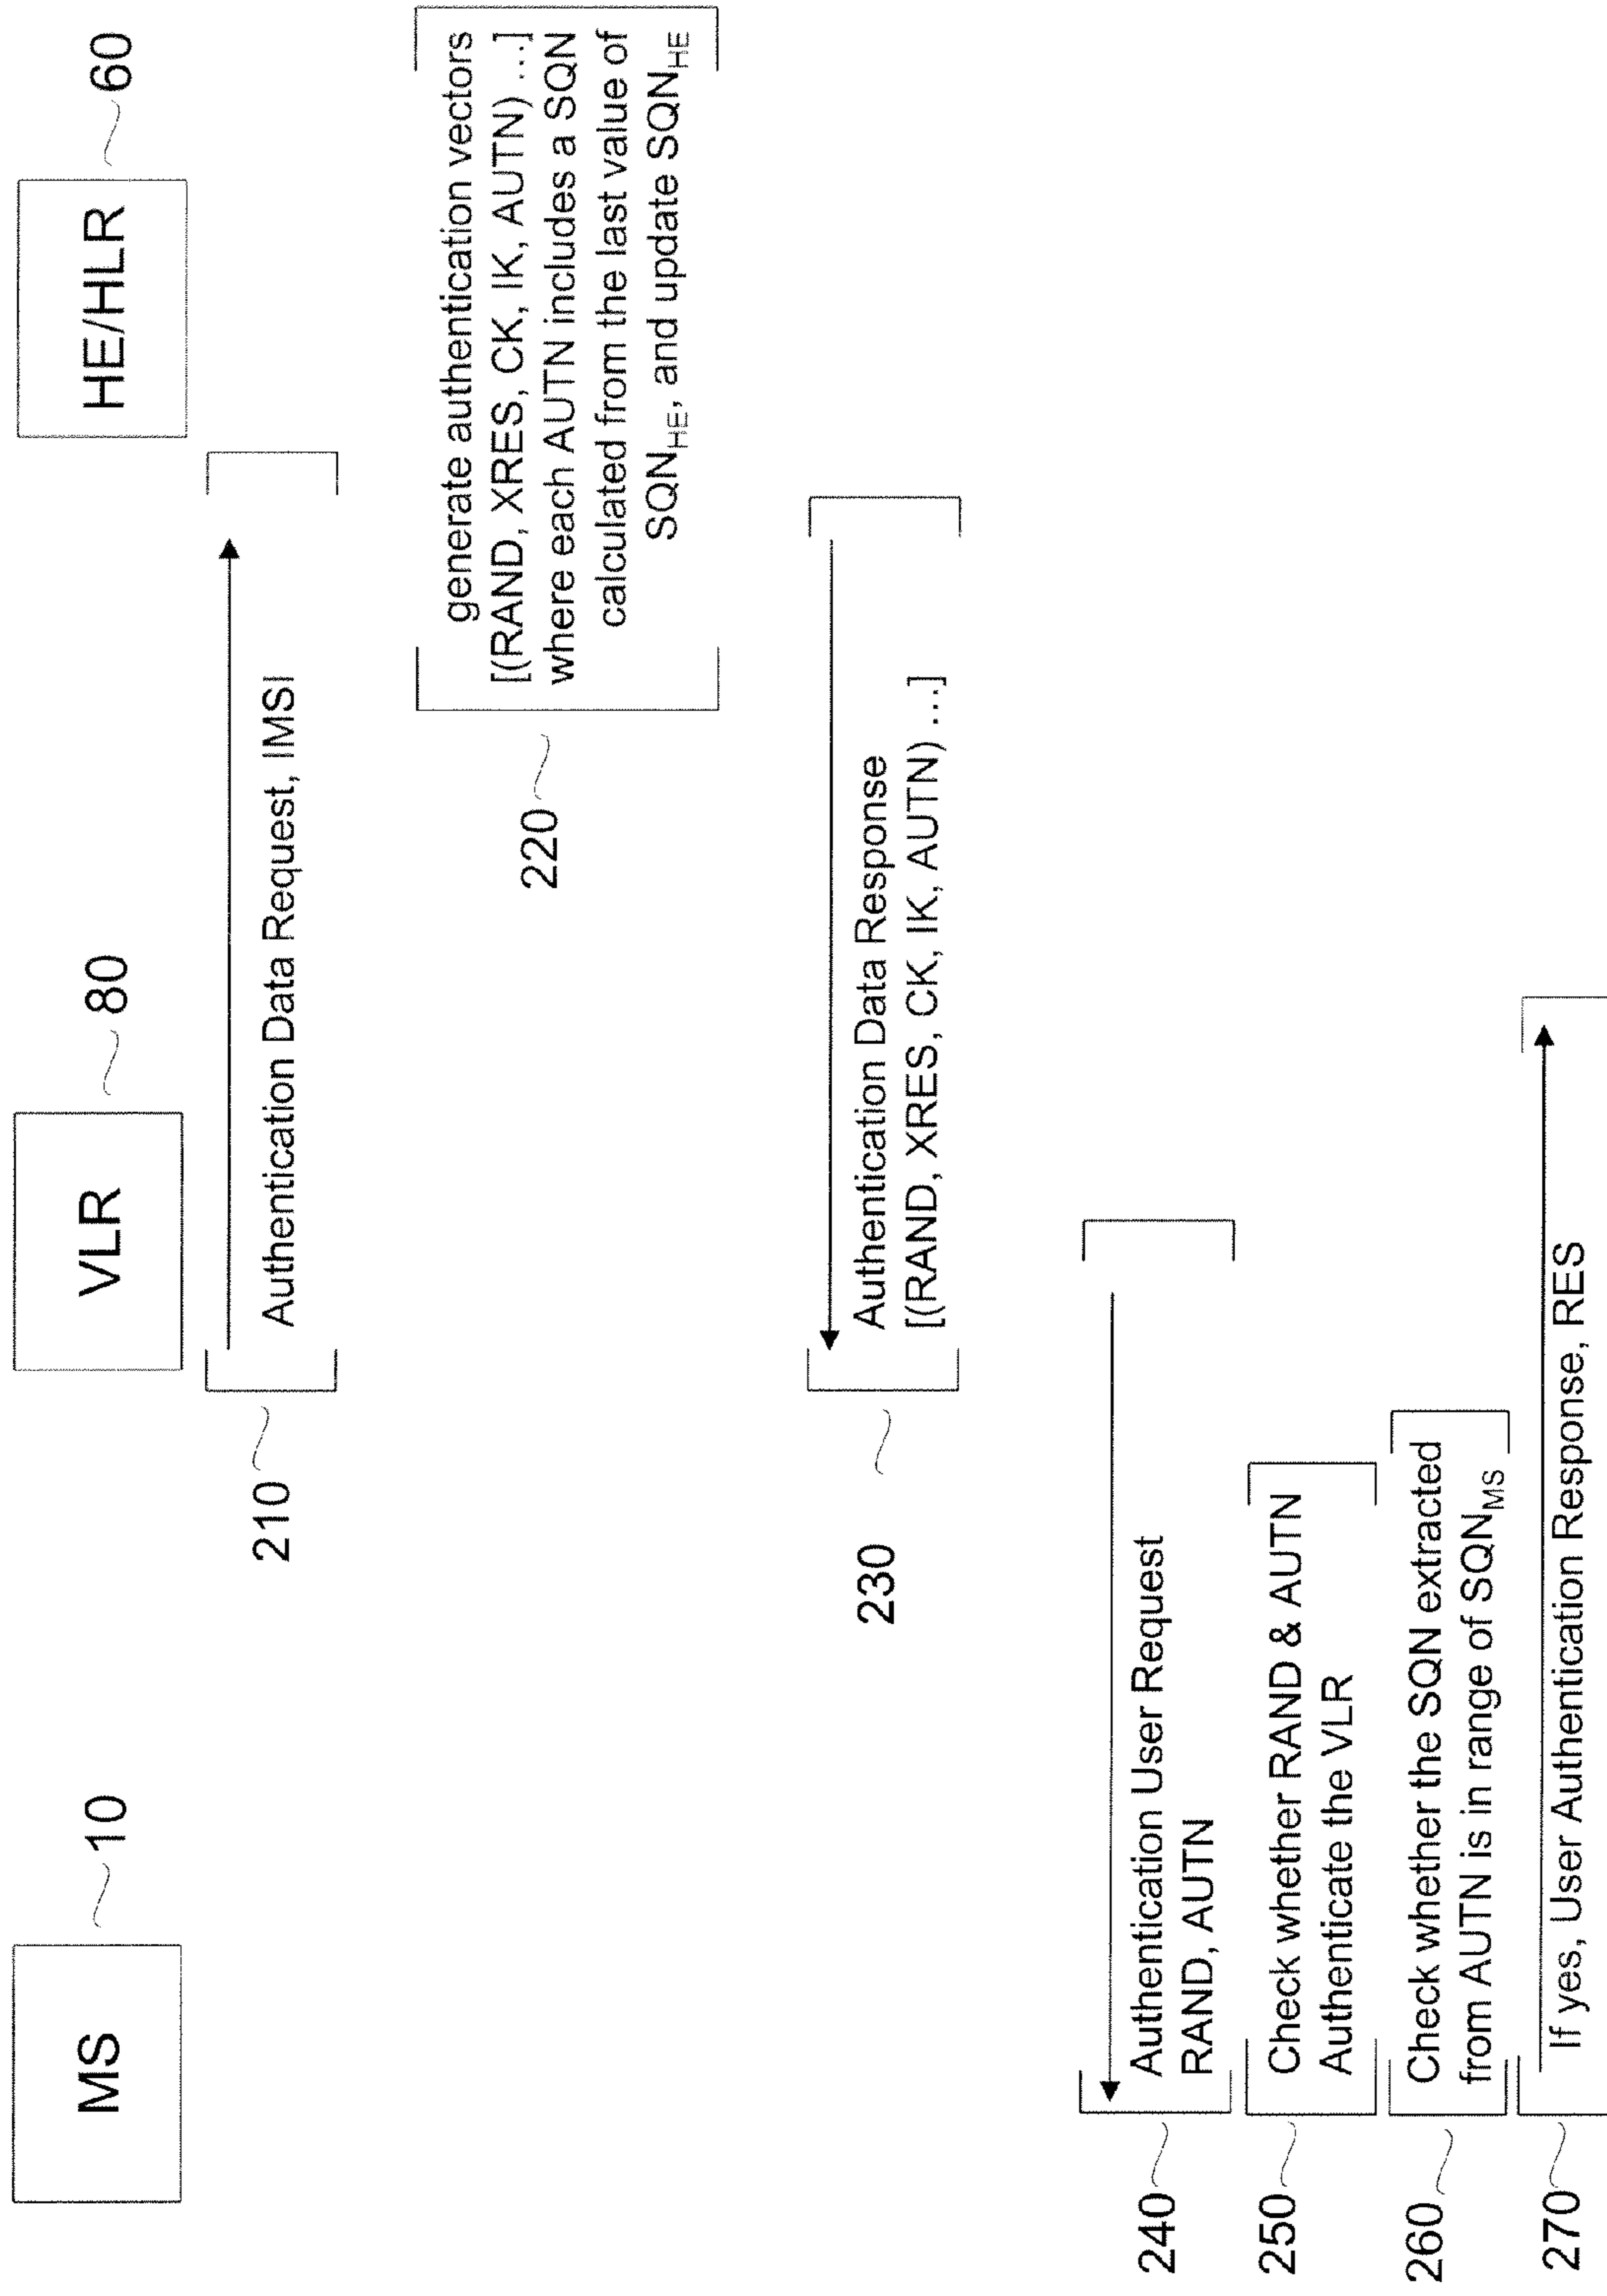 MS
10
VLR
80
HE/HLR
60
210
Authentication Data Request, IMSI
220
generate authentication vectors
[(RAND, XRES, CK, IK, AUTN) ...]
where each AUTN includes a SQN
calculated from the last value of
SQN_HE, and update SQN_HE
230
Authentication Data Response
[(RAND, XRES, CK, IK, AUTN) ...]
240
Authentication User Request
RAND, AUTN
250
Check whether RAND & AUTN
Authenticate the VLR
260
Check whether the SQN extracted
from AUTN is in range of SQN_MS
270
If yes, User Authentication Response, RES